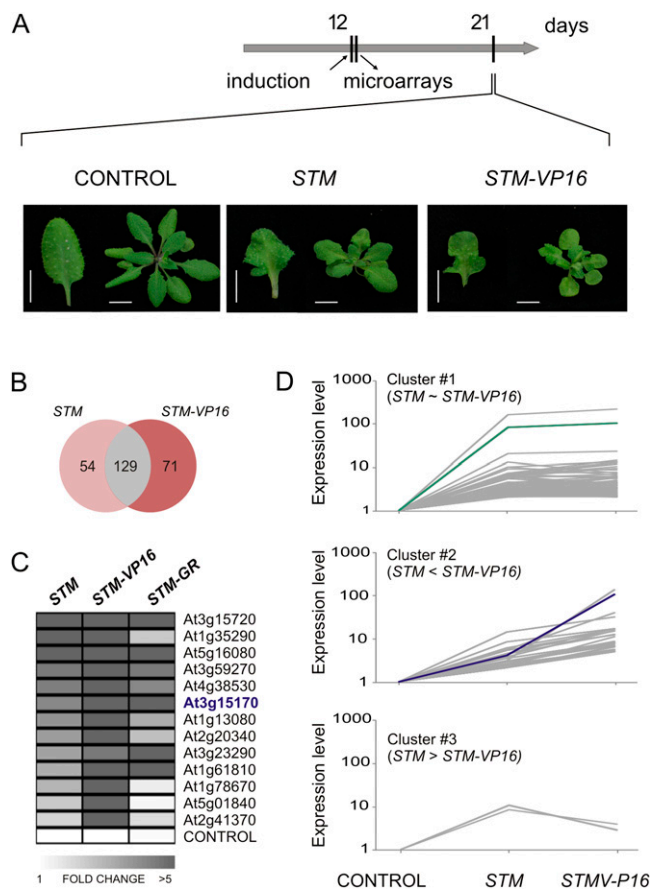 A
12
21
days
induction
microarrays
CONTROL
STM
STM-VP16
B
STM
STM-VP16
54
129
71
C
STM
STM-VP16
STM-GR
At3g15720
At1g35290
At5g16080
At3g59270
At4g38530
At3g15170
At1g13080
At2g20340
At3g23290
At1g61810
At1g78670
At5g01840
At2g41370
CONTROL
1 FOLD CHANGE >5
D
Expression level
1000
100
10
1
Cluster #1
(STM ~ STM-VP16)
Expression level
1000
100
10
1
Cluster #2
(STM < STM-VP16)
Expression level
1000
100
10
1
Cluster #3
(STM > STM-VP16)
CONTROL
STM
STMV-P16